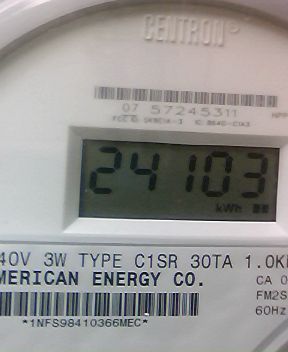 CENTRON®
07 57245311
24103
kWh
40V 3W TYPE C1SR 30TA 1.0K
MERICAN ENERGY CO.
CA 0
FM2S
60Hz
*1NFS98410366MEC*